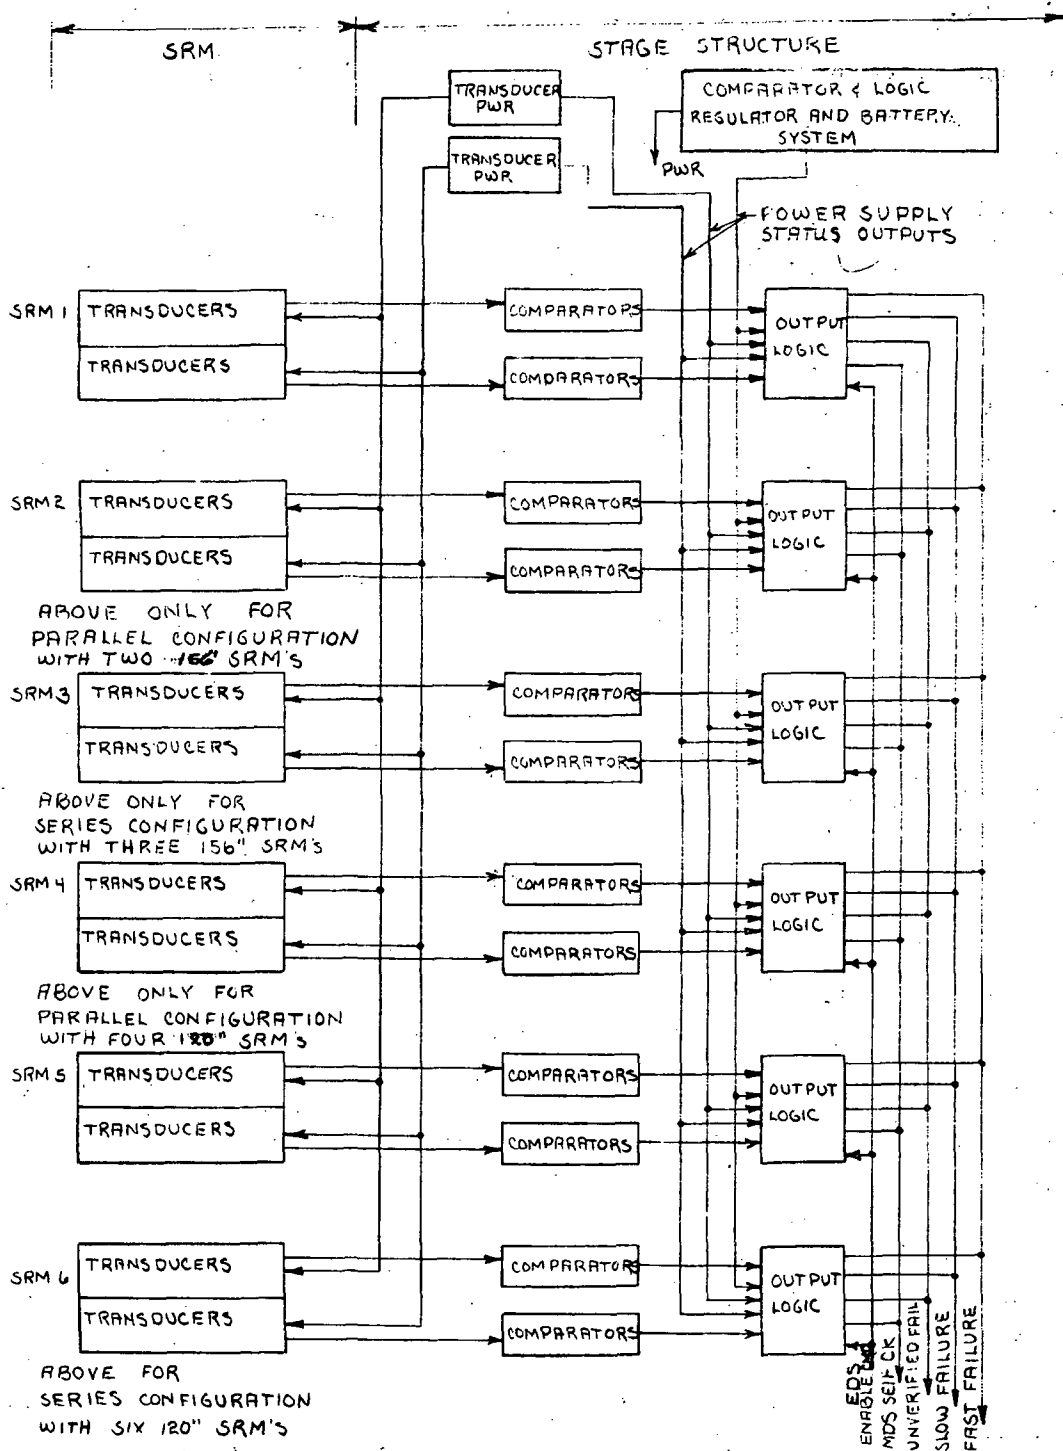 SRM
STAGE STRUCTURE
TRANSDUCER
PWR
COMPARATOR & LOGIC
REGULATOR AND BATTERY
SYSTEM
TRANSDUCER
PWR
PWR
POWER SUPPLY
STATUS OUTPUTS
SRM 1
TRANSDUCERS
TRANSDUCERS
COMPARATORS
COMPARATORS
OUTPUT
LOGIC
SRM 2
TRANSDUCERS
TRANSDUCERS
COMPARATORS
COMPARATORS
OUTPUT
LOGIC
ABOVE ONLY FOR
PARALLEL CONFIGURATION
WITH TWO 156" SRM's
SRM 3
TRANSDUCERS
TRANSDUCERS
COMPARATORS
COMPARATORS
OUTPUT
LOGIC
ABOVE ONLY FOR
SERIES CONFIGURATION
WITH THREE 156" SRM's
SRM 4
TRANSDUCERS
TRANSDUCERS
COMPARATORS
COMPARATORS
OUTPUT
LOGIC
ABOVE ONLY FOR
PARALLEL CONFIGURATION
WITH FOUR 120" SRM's
SRM 5
TRANSDUCERS
TRANSDUCERS
COMPARATORS
COMPARATORS
OUTPUT
LOGIC
SRM 6
TRANSDUCERS
TRANSDUCERS
COMPARATORS
COMPARATORS
OUTPUT
LOGIC
ABOVE FOR
SERIES CONFIGURATION
WITH SIX 120" SRM'S
EDS
ENABLE CMD
MDS SELF CK
UNVERIFIED FAIL
SLOW FAILURE
FAST FAILURE